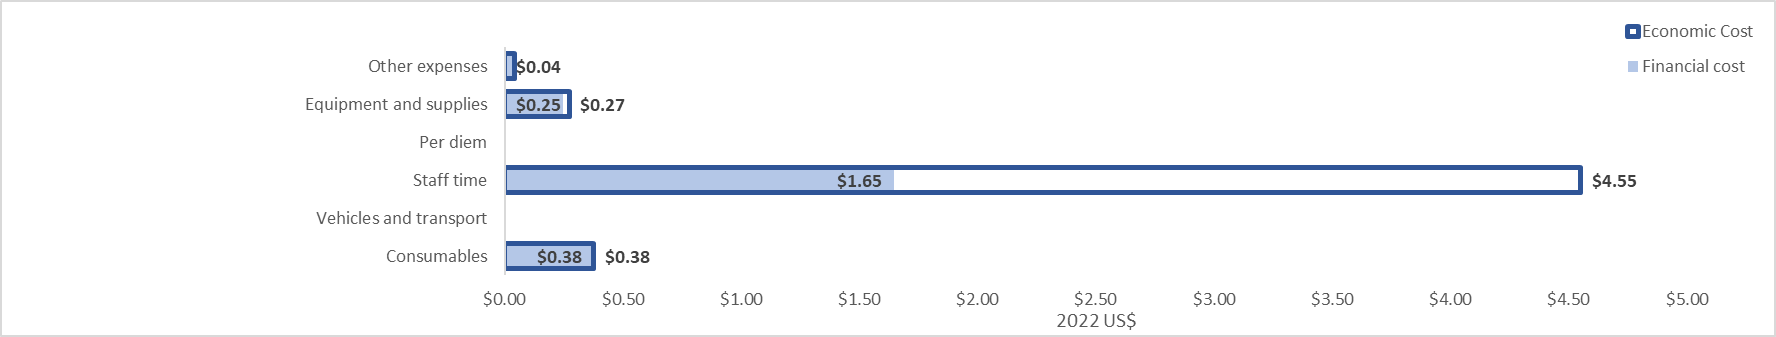 Economic Cost
Financial cost
Other expenses $0.04
Equipment and supplies $0.25 $0.27
Per diem
Staff time $1.65 $4.55
Vehicles and transport
Consumables $0.38 $0.38
$0.00 $0.50 $1.00 $1.50 $2.00 $2.50 $3.00 $3.50 $4.00 $4.50 $5.00
2022 US$